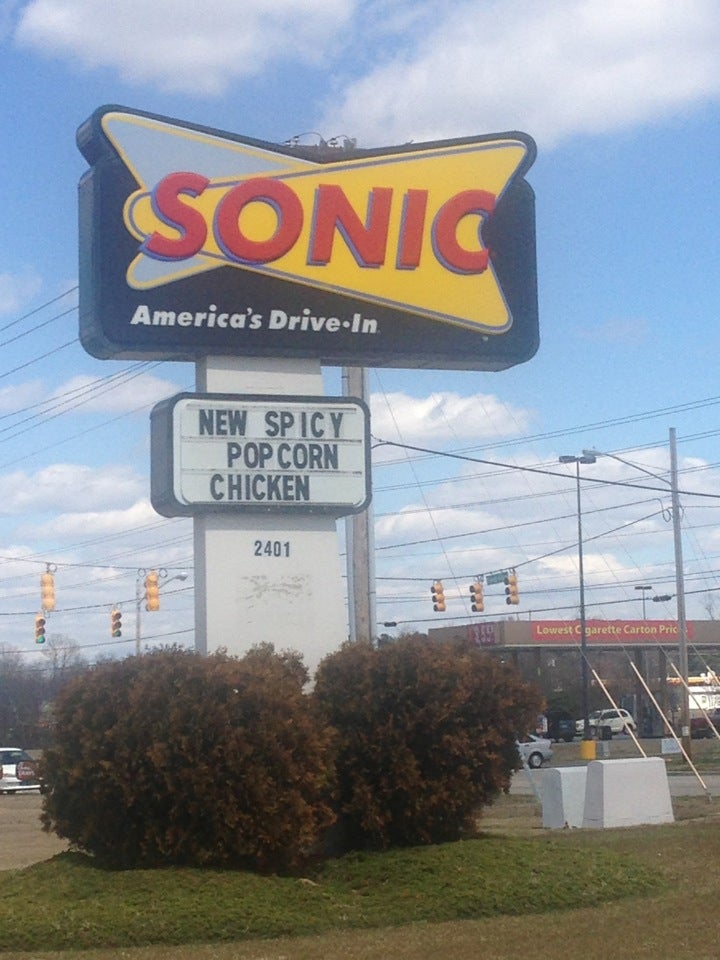 SONIC
America's Drive-In
NEW SPICY
POPCORN
CHICKEN
2401
Lowest Cigarette Carton Price